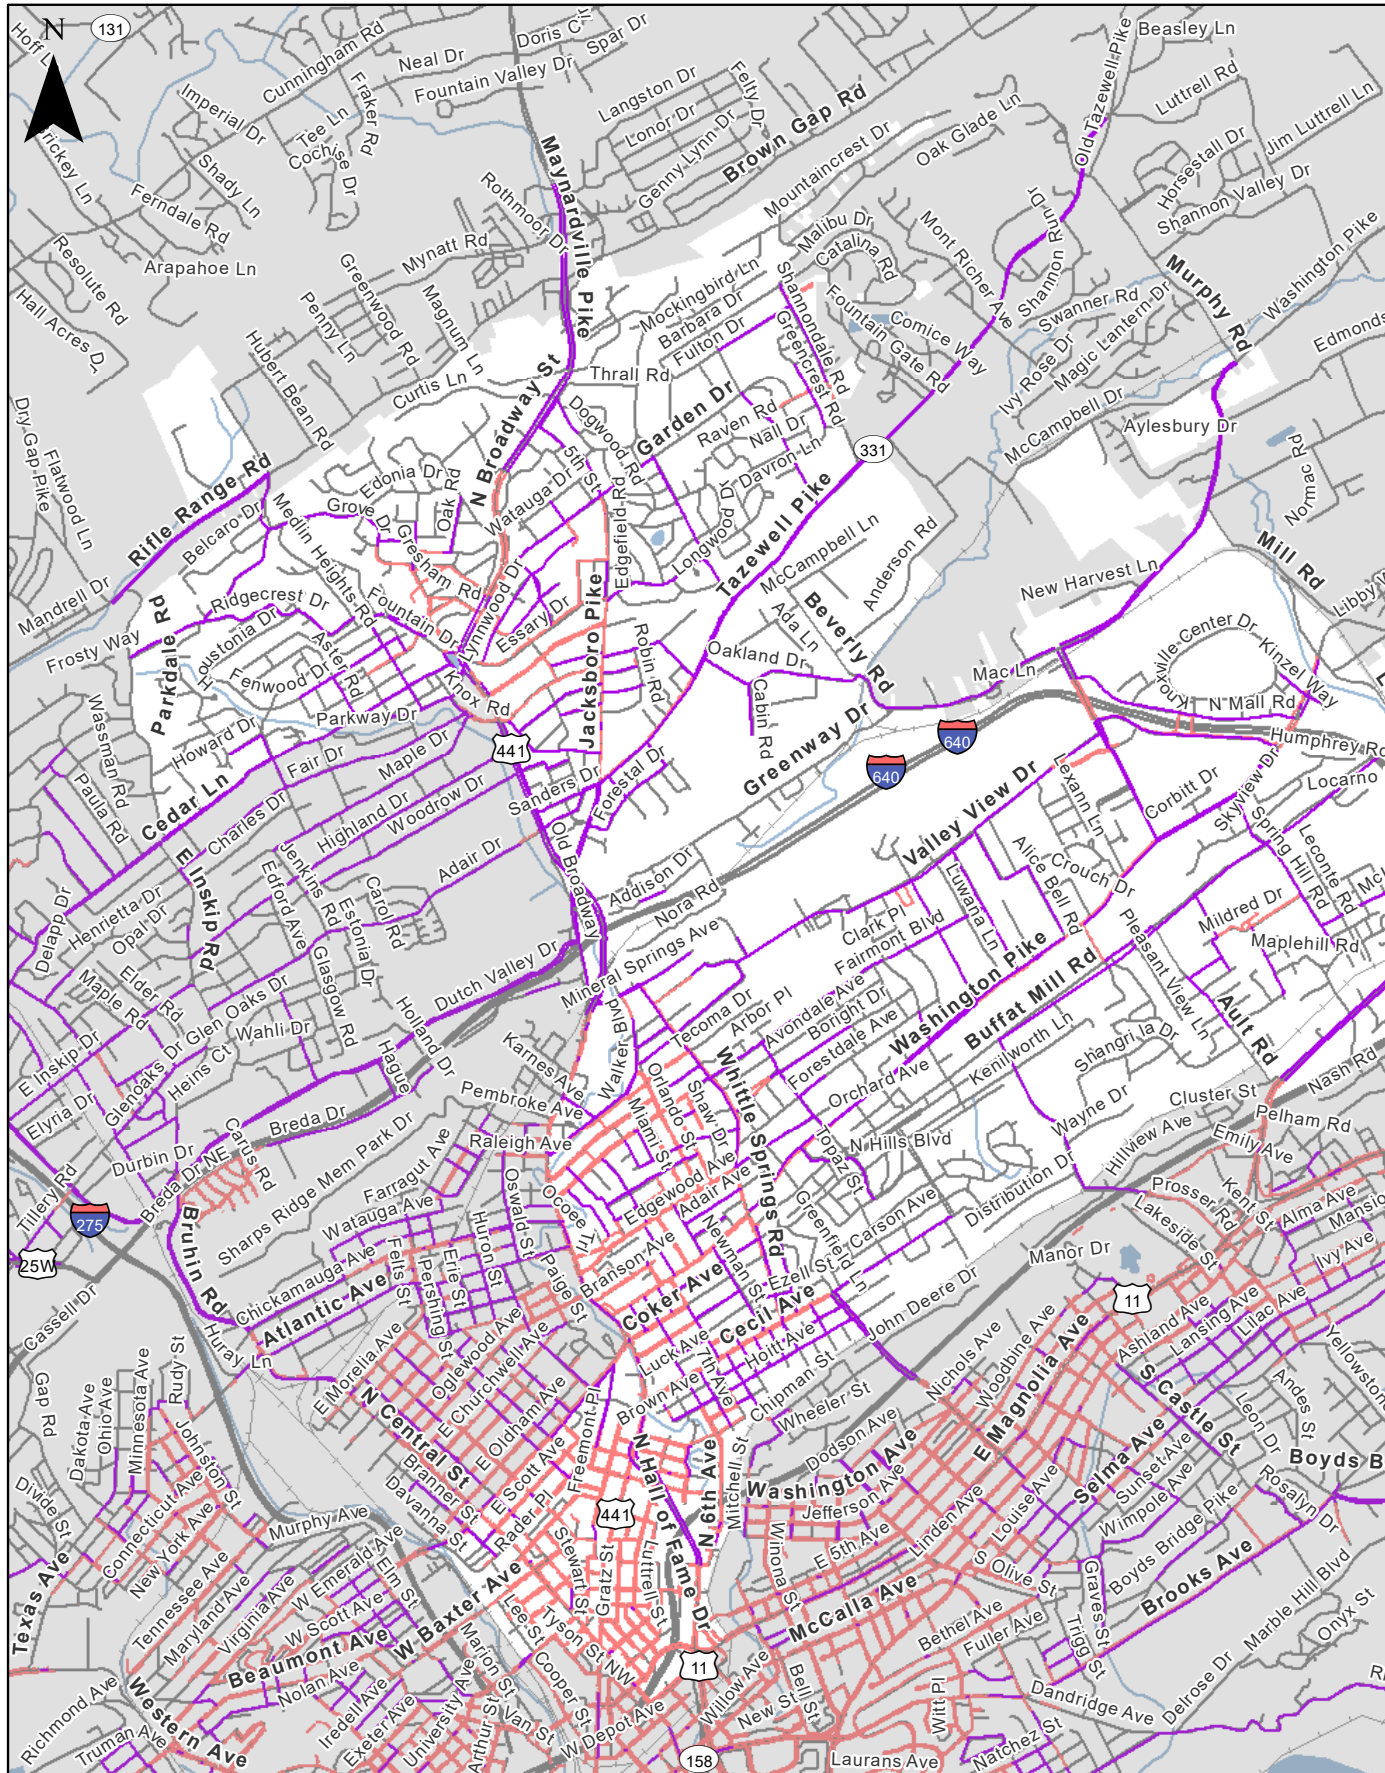 N
131
Hoff L
Cunningham Rd
Neal Dr
Doris Cir
Spar Dr
Fountain Valley Dr
Beasley Ln
Old Tazewell Pike
Luttrell Rd
Jim Luttrell Ln
Imperial Dr
Tee Ln
Fraker Rd
Cochise Dr
Langston Dr
Felty Dr
Lonor Dr
Genny Lynn Dr
Brown Gap Rd
Oak Glade Ln
Mountaincrest Dr
Horsestall Dr
Shannon Valley Dr
rickey Ln
Shady Ln
Ferndale Rd
Maynardville Pike
Rothmoor Dr
Mynatt Rd
Malibu Dr
Catalina Rd
Mont Richer Ave
Shannon Run Dr
Washington Pike
Resolute Rd
Arapahoe Ln
Hall Acres D
Greenwood Rd
Penny Ln
Magnum Ln
Mockingbird Ln
Barbara Dr
Fulton Dr
Shannondale Rd
Greencrest Rd
Fountain Gate Rd
Comice Way
Swanner Rd
Magic Lantern Dr
Ivy Rose Dr
Murphy Rd
Edmonds
Hubert Bean Rd
Curtis Ln
Thrall Rd
Garden Dr
N Broadway St
Dogwood Rd
Raven Rd
Nall Dr
Davron Ln
McCampbell Dr
Aylesbury Dr
Dry Gap Pike
Flatwood Ln
Rifle Range Rd
Belcaro Dr
Medlin Heights Rd
Edonia Dr
Grove Dr
Oak Rd
Gresham Rd
5th St
Watauga Dr
Edgefield Rd
Longwood Dr
331
Tazewell Pike
McCampbell Ln
Anderson Rd
Normac Rd
Mill Rd
Libby
Mandrell Dr
Frosty Way
Parkdale Rd
Ridgecrest Dr
Houstonia Dr
Fenwood Dr
Aster Rd
Fountain Dr
Lynnwood Dr
Essary Dr
Jacksboro Pike
Robin Rd
Ada Ln
Beverly Rd
Oakland Dr
New Harvest Ln
Mac Ln
Knoxville Center Dr
Kinzel Way
N Mall Rd
Wassman Rd
Howard Dr
Parkway Dr
Knox Rd
441
Cabin Rd
Greenway Dr
640
640
Humphrey Rd
Locarno
Paula Rd
Cedar Ln
Fair Dr
Maple Dr
Charles Dr
Highland Dr
Woodrow Dr
Sanders Dr
Forestal Dr
Valley View Dr
Lexann Ln
Corbitt Dr
Skyview Dr
Spring Hill Rd
Leconte Rd
McI
E Inskip Rd
Jenkins Rd
Edford Ave
Adair Dr
Carol Rd
Estonia Dr
Old Broadway
Addison Dr
Nora Rd
Luwana Ln
Alice Bell Rd
Crouch Dr
Delapp Dr
Henrietta Dr
Opal Dr
Elder Rd
Maple Rd
Glasgow Rd
Glen Oaks Dr
Wahli Dr
Dutch Valley Dr
Mineral Springs Ave
Clark Pl
Fairmont Blvd
Washington Pike
Buffat Mill Rd
Pleasant View Ln
Mildred Dr
Maplehill Rd
Holland Dr
E Inskip Dr
Glenoaks Dr
Heins Ct
Elyria Dr
Hague
Karnes Ave
Walker Blvd
Tecoma Dr
Arbor Pl
Avondale Ave
Boright Dr
Forestdale Ave
Kenilworth Ln
Shangri la Dr
Ault Rd
Nash Rd
Pembroke Ave
Raleigh Ave
Breda Dr
Sharps Ridge Mem Park Dr
Orlando St
Shaw Dr
Mami St
Whittle Springs Rd
Orchard Ave
Topaz St
N Hills Blvd
Wayne Dr
Cluster St
Hillview Ave
Pelham Rd
Emily Ave
Durbin Dr
Breda Dr NE
Carus Rd
Tillery Rd
275
25W
Bruhin Rd
Farragut Ave
Watauga Ave
Chickamauga Ave
Atlantic Ave
Felts St
Pershing St
Erie St
Huron St
Oswald St
Ocoee Trl
Paige St
Edgewood Ave
Adair Ave
Branson Ave
Coker Ave
Newman St
Greenfield Ln
Carson Ave
Ezell St
Cecil Ave
Distribution Dr
John Deere Dr
Manor Dr
11
Prosser Rd
Lakeside St
Kent St
Alma Ave
Mansio
Ivy Ave
Cassell Dr
Huray Ln
E Morelia Ave
Oglewood Ave
E Churchwell Ave
E Oldham Ave
Luck Ave
7th Ave
Hoitt Ave
Brown Ave
Chipman St
Wheeler St
Nichols Ave
Woodbine Ave
E Magnolia Ave
Ashland Ave
Lansing Ave
Lilac Ave
Yellowston
Gap Rd
Dakota Ave
Ohio Ave
Minnesota Ave
Rudy St
Johnston St
N Central St
Branner St
Davanna St
E Scott Ave
Freemont Pl
Rader Pl
N Hall of Fame Dr
N 6th Ave
Mitchell St
Dodson Ave
Washington Ave
Jefferson Ave
S Castle St
Selma Ave
Sunset Ave
Wimpole Ave
Leon Dr
Andes St
Boyds B
Rosalyn Dr
Divide St
Connecticut Ave
New York Ave
Texas Ave
Murphy Ave
Stewart St
441
Gratz St
Luttrell St
Winona St
E 5th Ave
Linden Ave
Louise Ave
S Olive St
Graves St
Boyds Bridge Pike
Brooks Ave
Marble Hill Blvd
Onyx St
Tennessee Ave
Maryland Ave
Virginia Ave
W Emerald Ave
W Scott Ave
Elm St
W Baxter Ave
Lee St
Tyson St
McCalla Ave
Bethel Ave
Fuller Ave
Trigg St
Beaumont Ave
Nolan Ave
Iredell Ave
Exeter Ave
University Ave
Marion St
Arthur St
Van St
Cooper St
NW
W Depot Ave
11
Willow Ave
New St
Bell St
Witt Pl
Dandridge Ave
Delrose Dr
Richmond Ave
Truman Ave
Western Ave
158
Laurans Ave
Natchez St